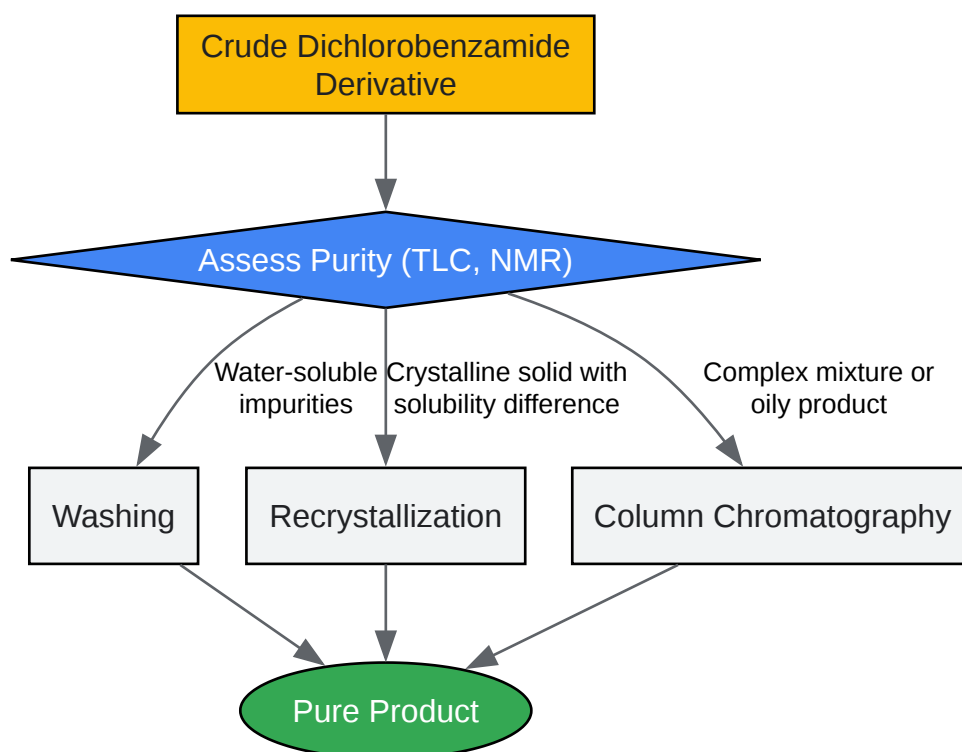 Crude Dichlorobenzamide
Derivative
Assess Purity (TLC, NMR)
Water-soluble
impurities
Crystalline solid with
solubility difference
Complex mixture or
oily product
Washing
Recrystallization
Column Chromatography
Pure Product